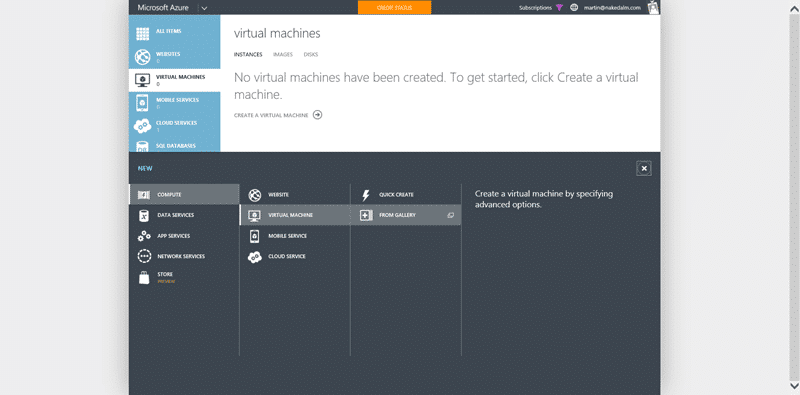 Microsoft Azure
CREDIT STATUS
Subscriptions
martin@nakedalm.com
ALL ITEMS
WEBSITES
0
VIRTUAL MACHINES
0
MOBILE SERVICES
0
CLOUD SERVICES
1
SQL DATABASES
virtual machines
INSTANCES IMAGES DISKS
No virtual machines have been created. To get started, click Create a virtual
machine.
CREATE A VIRTUAL MACHINE
NEW
COMPUTE
DATA SERVICES
APP SERVICES
NETWORK SERVICES
STORE
PREVIEW
WEBSITE
VIRTUAL MACHINE
MOBILE SERVICE
CLOUD SERVICE
QUICK CREATE
FROM GALLERY
Create a virtual machine by specifying
advanced options.